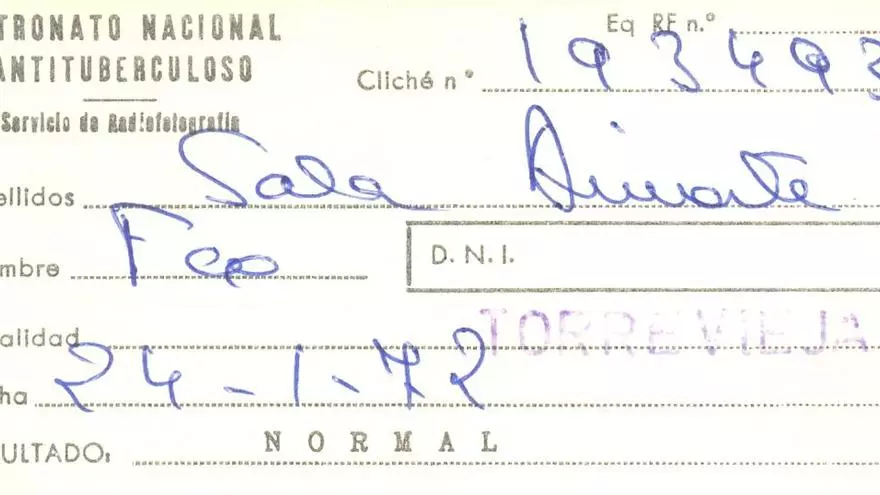 TRONATO NACIONAL
ANTITUBERCULOSO
Servicio de Radiofotografía
Eq RF n.º
Cliché n° 193493
ellidos Sala Aniorte
mbre Fco
D. N. I.
alidad TORREVIEJA
ha 24-1-72
ULTADO: NORMAL